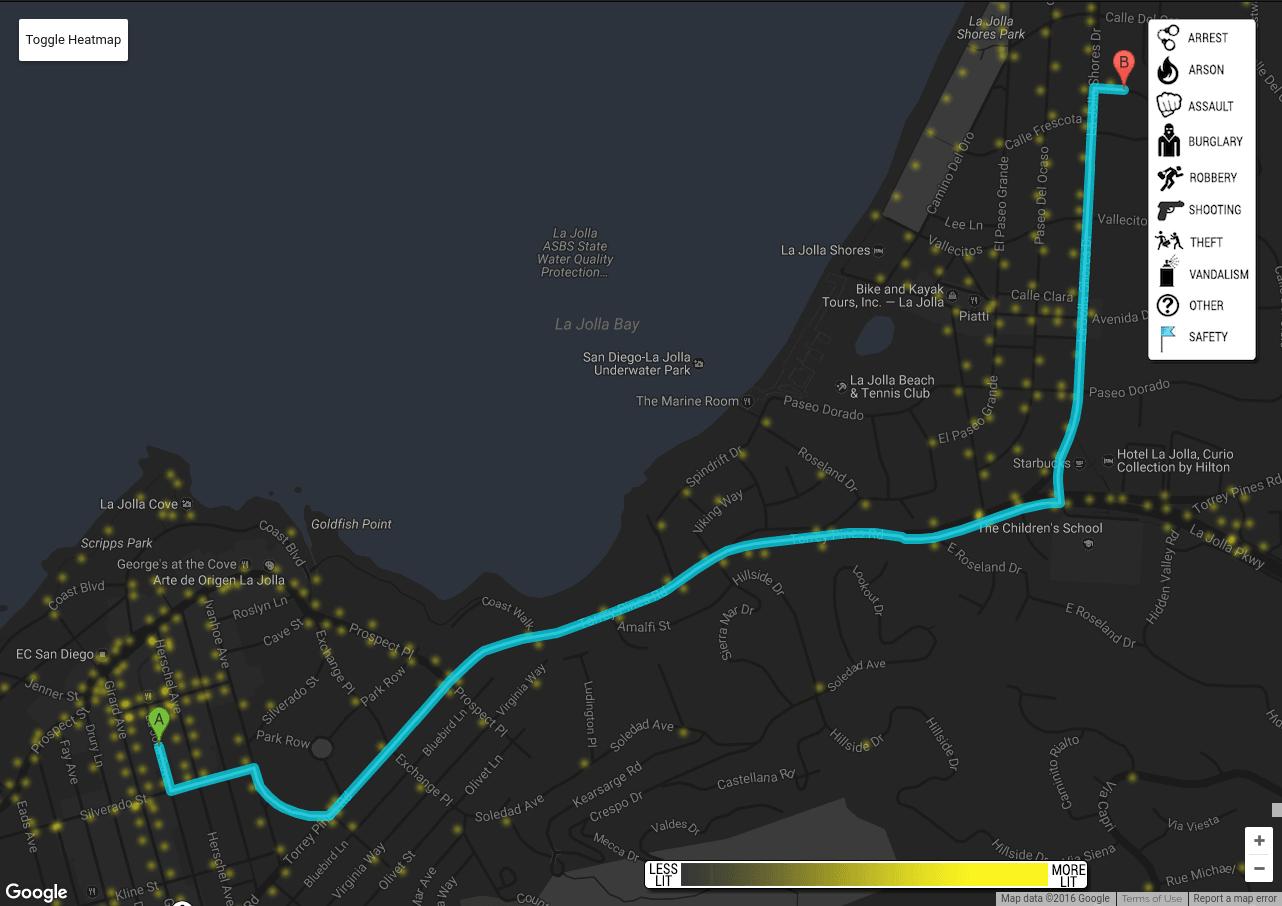 Toggle Heatmap
La Jolla
Shores Park
Calle Del
Shores Dr
B
ARREST
ARSON
ASSAULT
BURGLARY
ROBBERY
SHOOTING
THEFT
VANDALISM
OTHER
SAFETY
Calle Frescota
Camino Del Oro
El Paseo Grande
Paseo Del Ocaso
Lee Ln
Vallecitos
Vallecito
La Jolla
ASBS State
Water Quality
Protection...
La Jolla Shores
Bike and Kayak
Tours, Inc. — La Jolla
Piatti
Calle Clara
Avenida D
La Jolla Bay
San Diego-La Jolla
Underwater Park
La Jolla Beach
& Tennis Club
The Marine Room
Paseo Dorado
Paseo Dorado
El Paseo Grande
Starbucks
Hotel La Jolla, Curio
Collection by Hilton
Spindrift Dr
Roseland Dr
Viking Way
Torrey Pines Rd
La Jolla Pkwy
The Children's School
La Jolla Cove
Goldfish Point
Scripps Park
Coast Blvd
George's at the Cove
Arte de Origen La Jolla
Coast Blvd
Roslyn Ln
Ivanhoe Ave
Cave St
Exchange Pl
Prospect Pl
Coast Walk
Torrey Pines Rd
Hillside Dr
E Roseland Dr
Lookout Dr
Sierra Mar Dr
Amalfi St
E Roseland Dr
Hidden Valley Rd
EC San Diego
Herschel Ave
Jenner St
Girard Ave
Prospect St
Drury Ln
Fay Ave
A
Silverado St
Park Row
Park Row
Prospect Pl
Virginia Way
Bluebird Ln
Ludington Pl
Soledad Ave
Soledad Ave
Hillside Dr
Hillside Dr
Exchange Pl
Olivet Ln
Kearsarge Rd
Castellana Rd
Caminito Rialto
Via Capri
Soledad Ave
Crespo Dr
Valdes Dr
Mecca Dr
Silverado St
Eads Ave
Herschel Ave
Torrey Pin
Bluebird Ln
Virginia Way
Olivet St
Kline St
Mar Ave
Way
Coun
Via Viesta
Hillside Dr
Via Siena
Rue Michael
LESS
LIT
MORE
LIT
+
−
Google
Map data ©2016 Google
Terms of Use
Report a map error